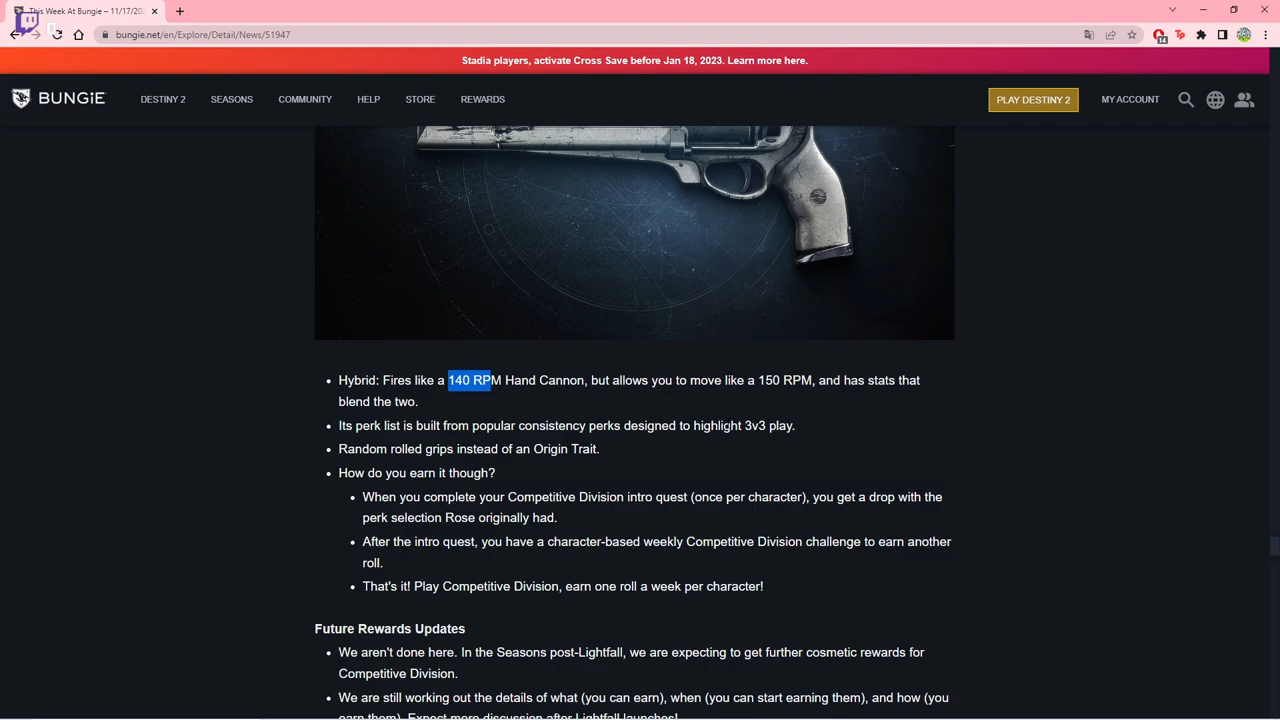 This Week At Bungie – 11/17/202
bungie.net/en/Explore/Detail/News/51947
14
Stadia players, activate Cross Save before Jan 18, 2023. Learn more here.
BUNGiE
DESTINY 2
SEASONS
COMMUNITY
HELP
STORE
REWARDS
PLAY DESTINY 2
MY ACCOUNT
• Hybrid: Fires like a 140 RPM Hand Cannon, but allows you to move like a 150 RPM, and has stats that
blend the two.
• Its perk list is built from popular consistency perks designed to highlight 3v3 play.
• Random rolled grips instead of an Origin Trait.
• How do you earn it though?
• When you complete your Competitive Division intro quest (once per character), you get a drop with the
perk selection Rose originally had.
• After the intro quest, you have a character-based weekly Competitive Division challenge to earn another
roll.
• That's it! Play Competitive Division, earn one roll a week per character!
Future Rewards Updates
• We aren't done here. In the Seasons post-Lightfall, we are expecting to get further cosmetic rewards for
Competitive Division.
• We are still working out the details of what (you can earn), when (you can start earning them), and how (you
earn them). Expect more discussion after Lightfall launches!